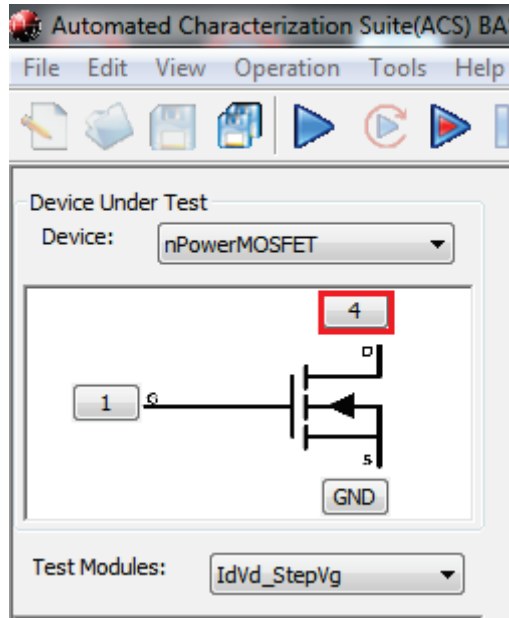 Automated Characterization Suite(ACS) BA
File Edit View Operation Tools Help
Device Under Test
Device: nPowerMOSFET
4
D
1 G
S
GND
Test Modules: IdVd_StepVg